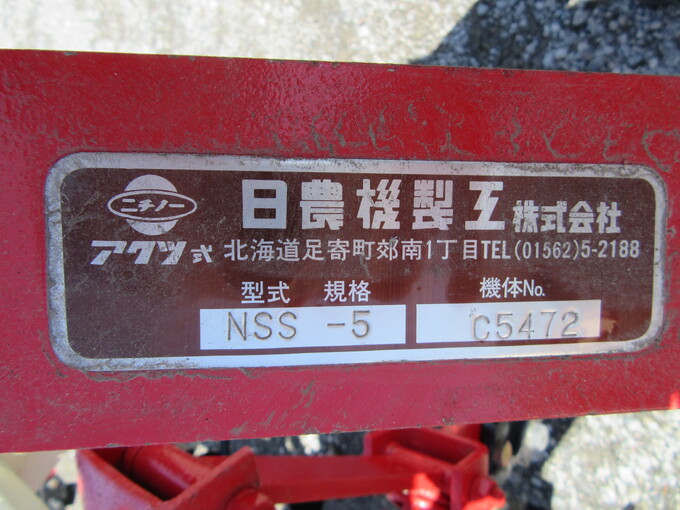 ニチノー
日農機製工株式会社
アクツ式 北海道足寄町郊南1丁目TEL(01562)5-2188
型式 規格 機体No.
NSS -5 C5472